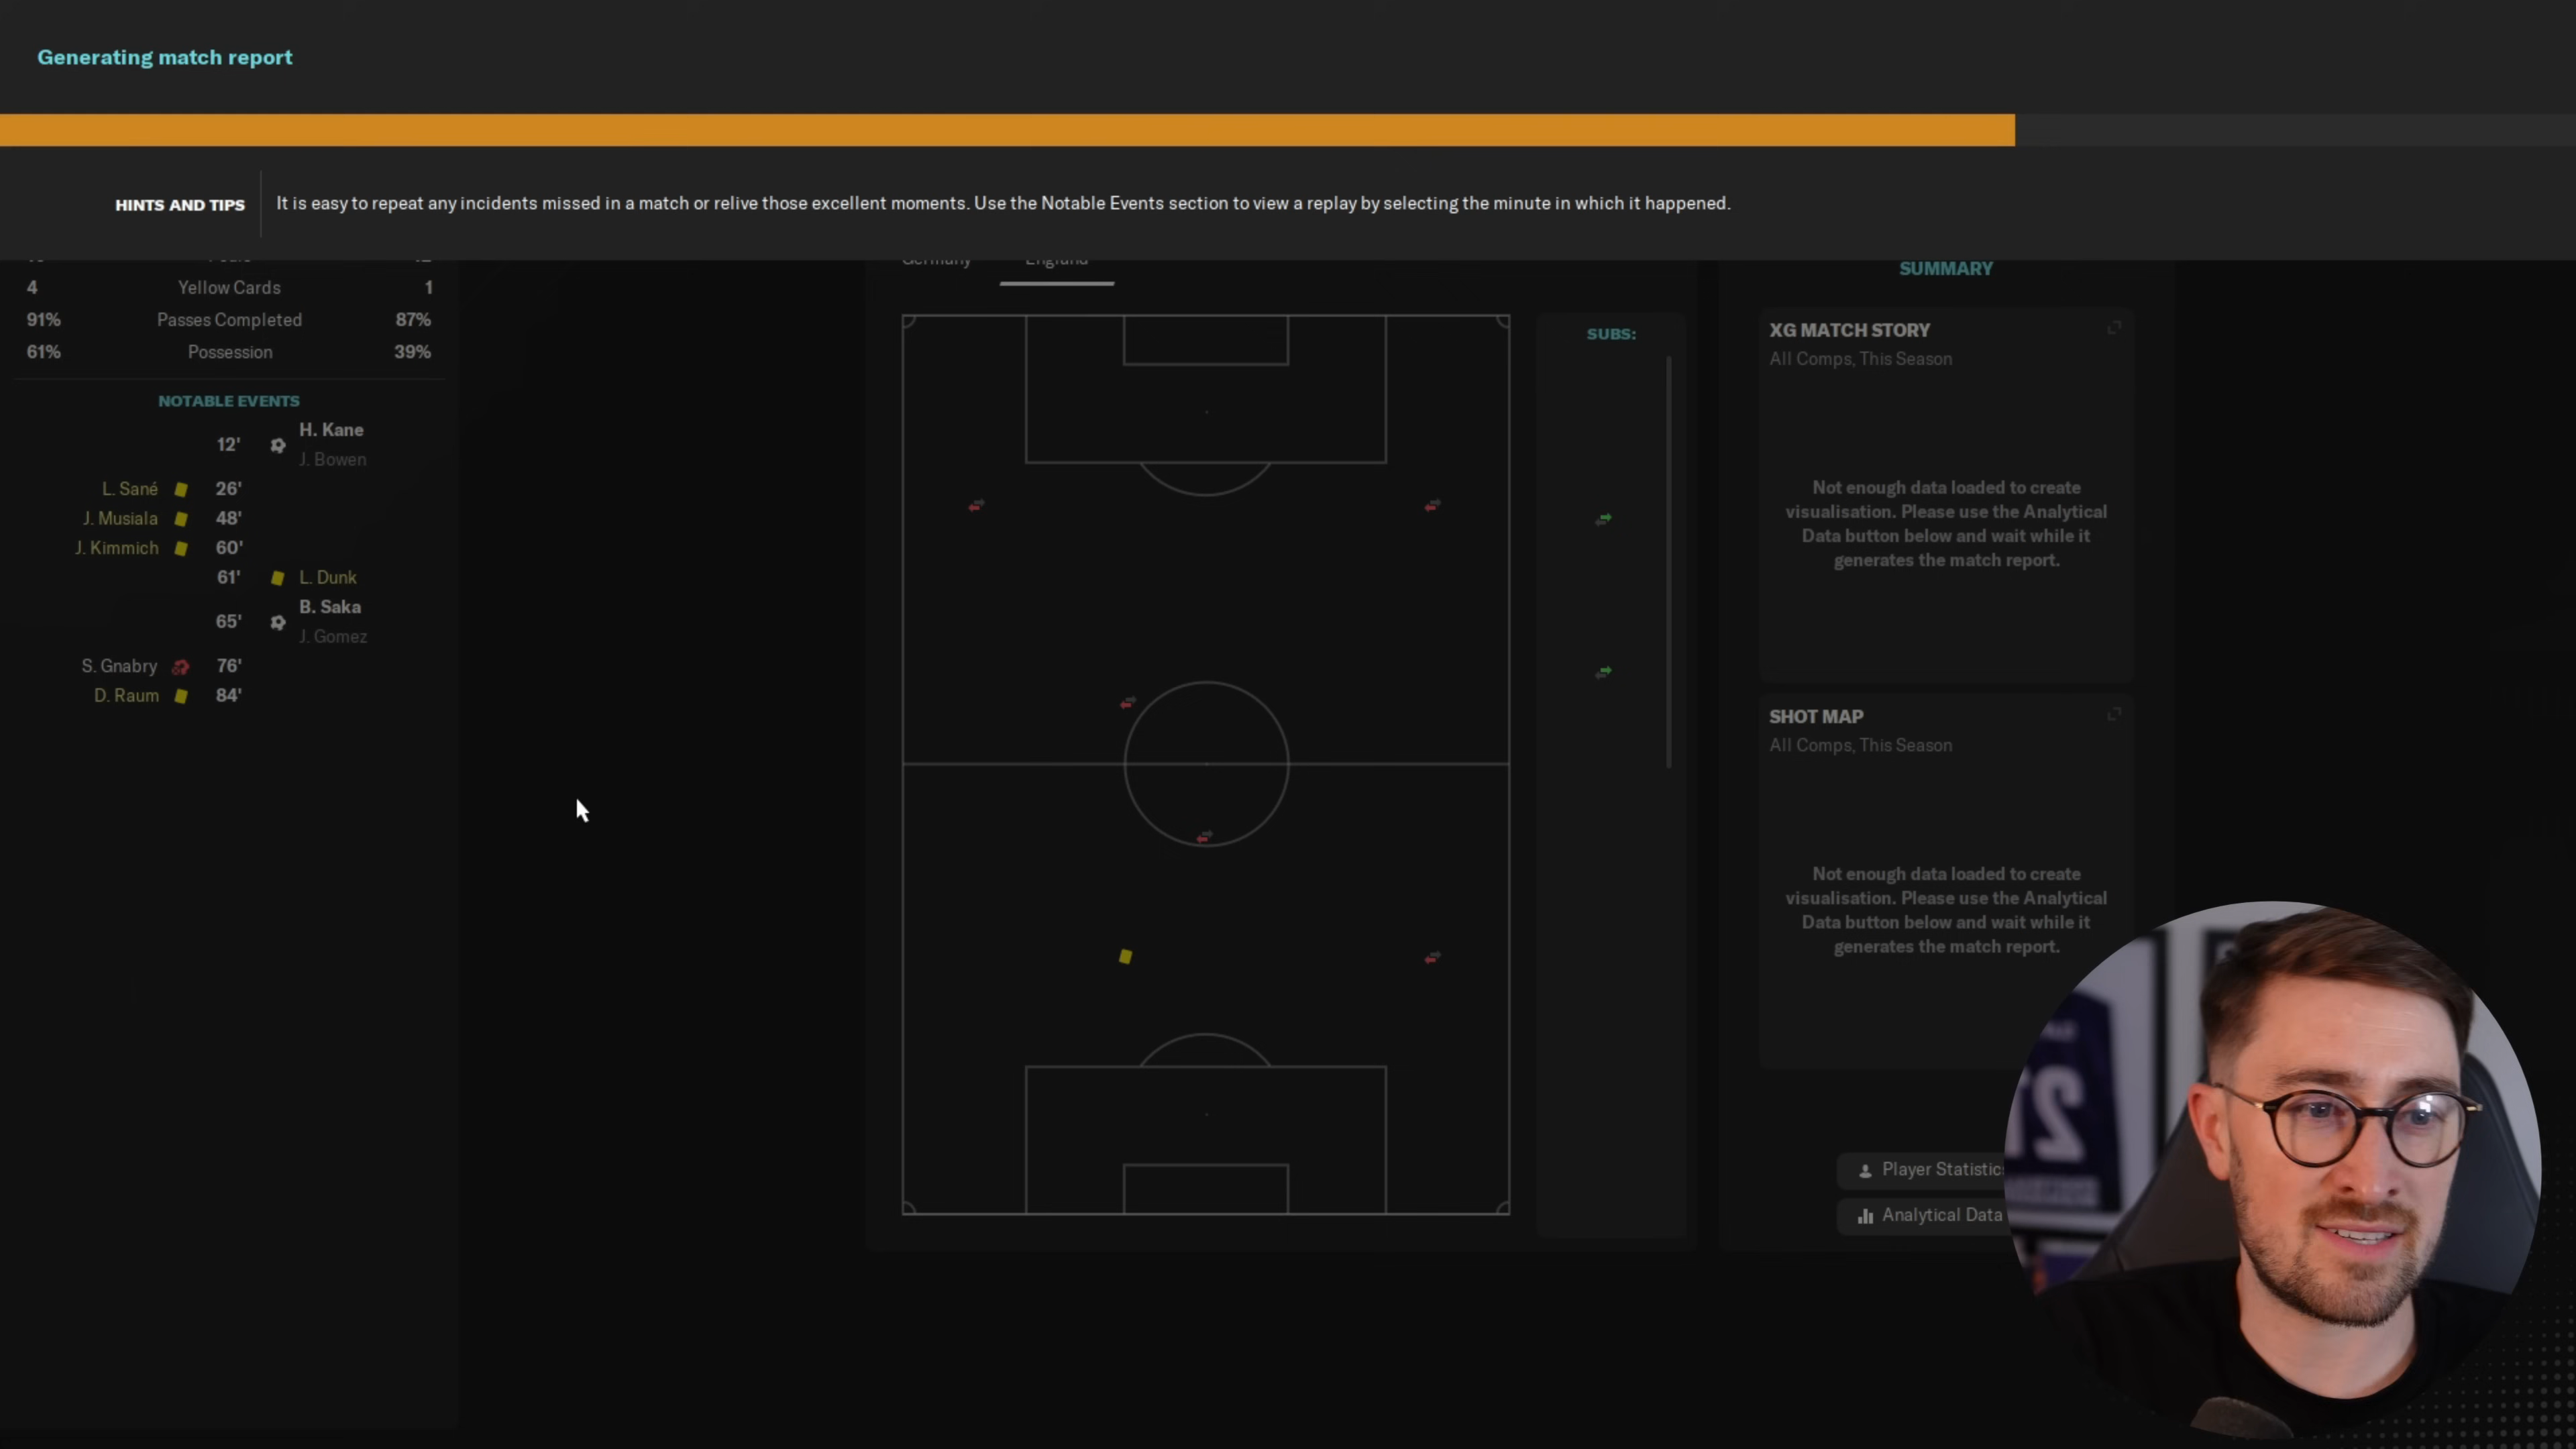 Generating match report
HINTS AND TIPS
It is easy to repeat any incidents missed in a match or relive those excellent moments. Use the Notable Events section to view a replay by selecting the minute in which it happened.
4 Yellow Cards 1
91% Passes Completed 87%
61% Possession 39%
NOTABLE EVENTS
12' H. Kane
J. Bowen
L. Sané 26'
J. Musiala 48'
J. Kimmich 60'
61' L. Dunk
65' B. Saka
J. Gomez
S. Gnabry 76'
D. Raum 84'
Germany England
SUBS:
SUMMARY
XG MATCH STORY
All Comps, This Season
Not enough data loaded to create
visualisation. Please use the Analytical
Data button below and wait while it
generates the match report.
SHOT MAP
All Comps, This Season
Not enough data loaded to create
visualisation. Please use the Analytical
Data button below and wait while it
generates the match report.
Player Statistics
Analytical Data